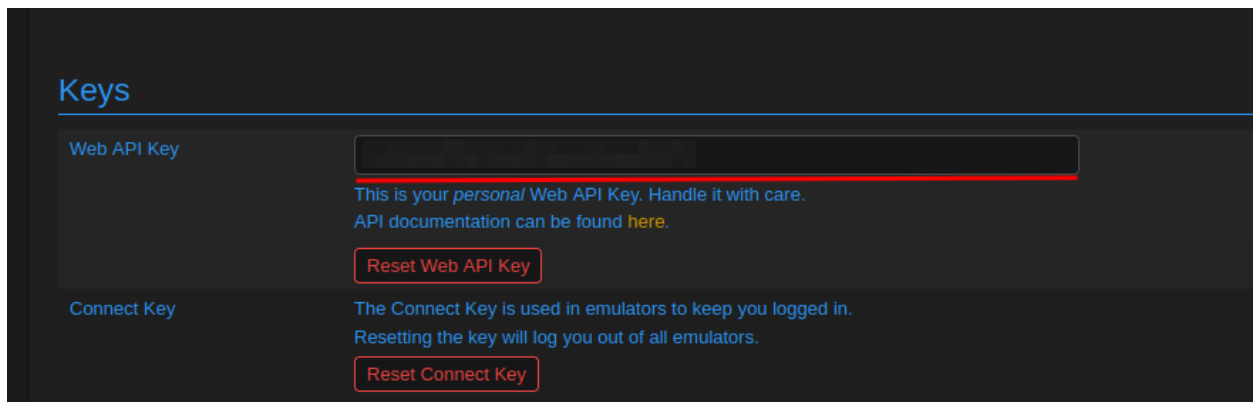 Keys
Web API Key
This is your personal Web API Key. Handle it with care.
API documentation can be found here.
Reset Web API Key
Connect Key
The Connect Key is used in emulators to keep you logged in.
Resetting the key will log you out of all emulators.
Reset Connect Key